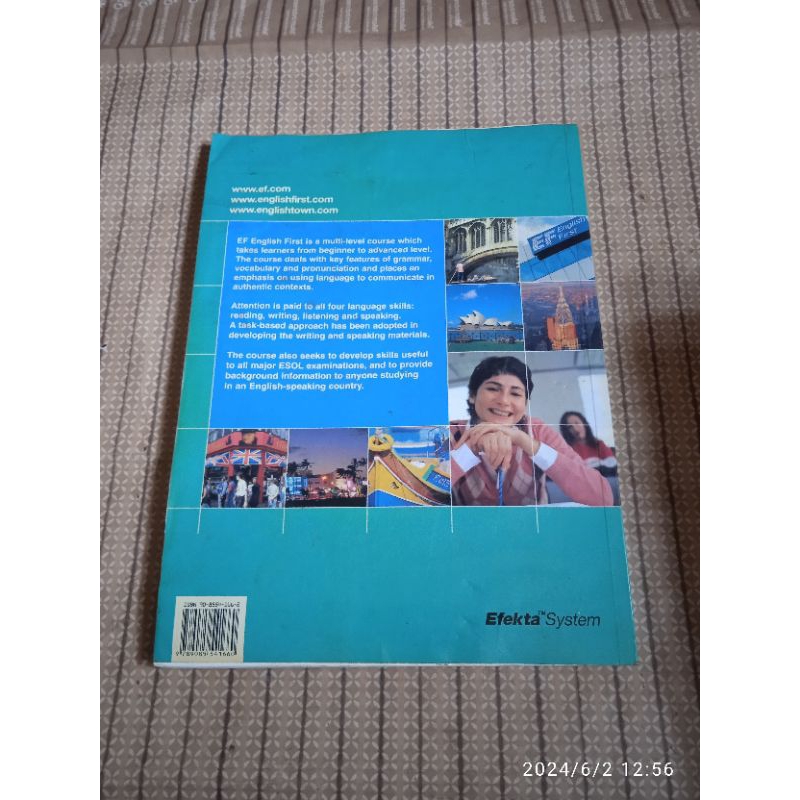 www.ef.com
www.englishfirst.com
www.englishtown.com
EF English First is a multi-level course which
takes learners from beginner to advanced level.
The course deals with key features of grammar,
vocabulary and pronunciation and places an
emphasis on using language to communicate in
authentic contexts.
Attention is paid to all four language skills:
reading, writing, listening and speaking.
A task-based approach has been adopted in
developing the writing and speaking materials.
The course also seeks to develop skills useful
to all major ESOL examinations, and to provide
background information to anyone studying
in an English-speaking country.
English
First
Efekta™System
ISBN
2024/6/2 12:56